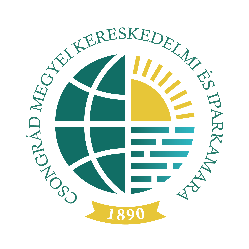 CSONGRÁD MEGYEI KERESKEDELMI ÉS IPARKAMARA
1890